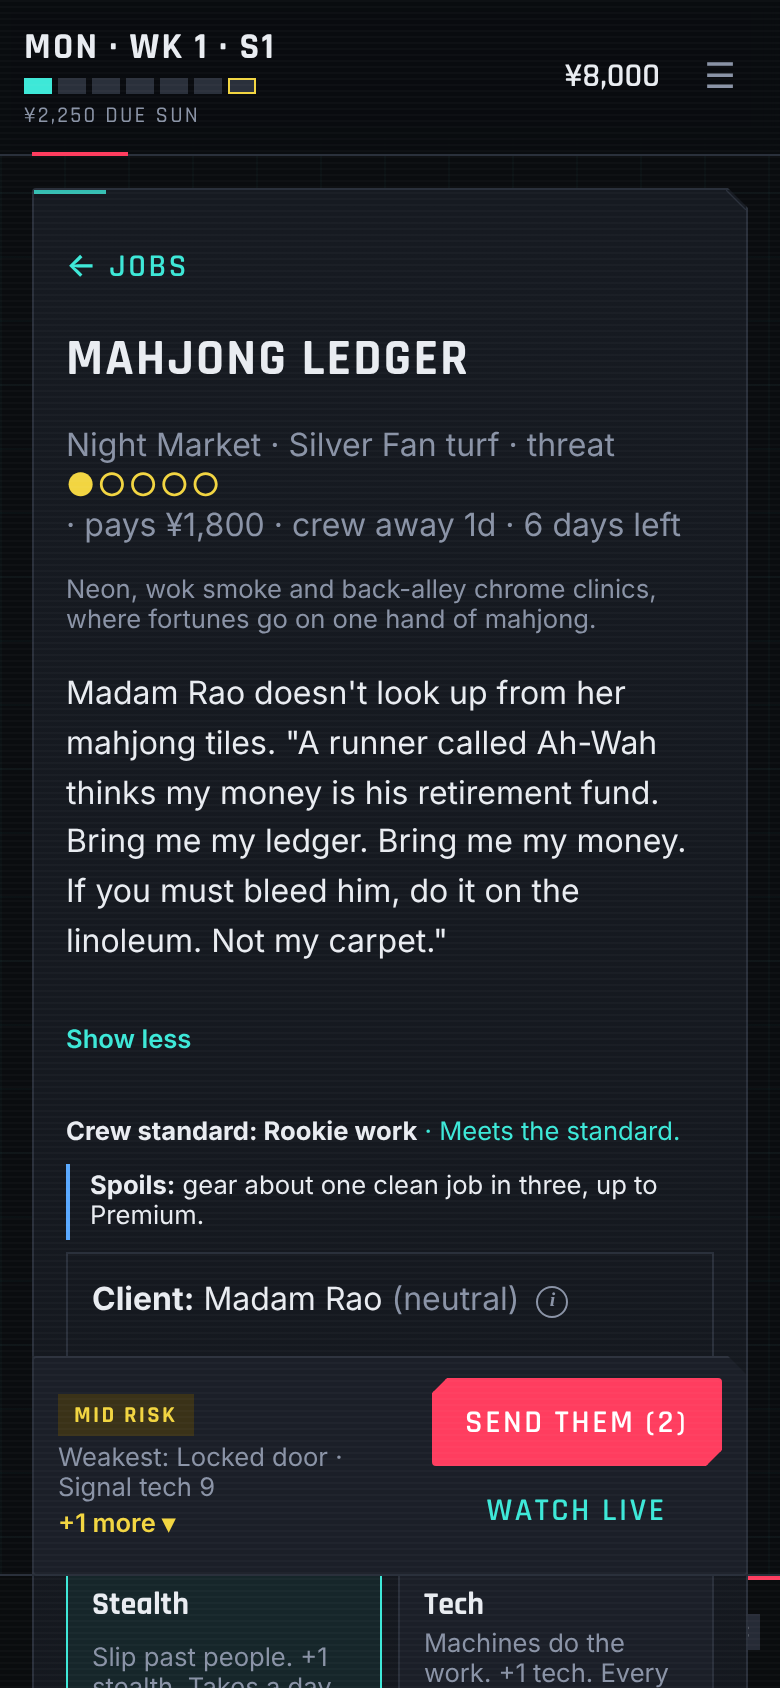 MON · WK 1 · S1
¥2,250 DUE SUN
¥8,000
← JOBS
MAHJONG LEDGER
Night Market · Silver Fan turf · threat
· pays ¥1,800 · crew away 1d · 6 days left
Neon, wok smoke and back-alley chrome clinics,
where fortunes go on one hand of mahjong.
Madam Rao doesn't look up from her
mahjong tiles. "A runner called Ah-Wah
thinks my money is his retirement fund.
Bring me my ledger. Bring me my money.
If you must bleed him, do it on the
linoleum. Not my carpet."
Show less
Crew standard: Rookie work · Meets the standard.
Spoils: gear about one clean job in three, up to
Premium.
Client: Madam Rao (neutral) i
MID RISK
Weakest: Locked door ·
Signal tech 9
+1 more ▾
SEND THEM (2)
WATCH LIVE
Stealth
Slip past people. +1
stealth. Takes a day
Tech
Machines do the
work. +1 tech. Every